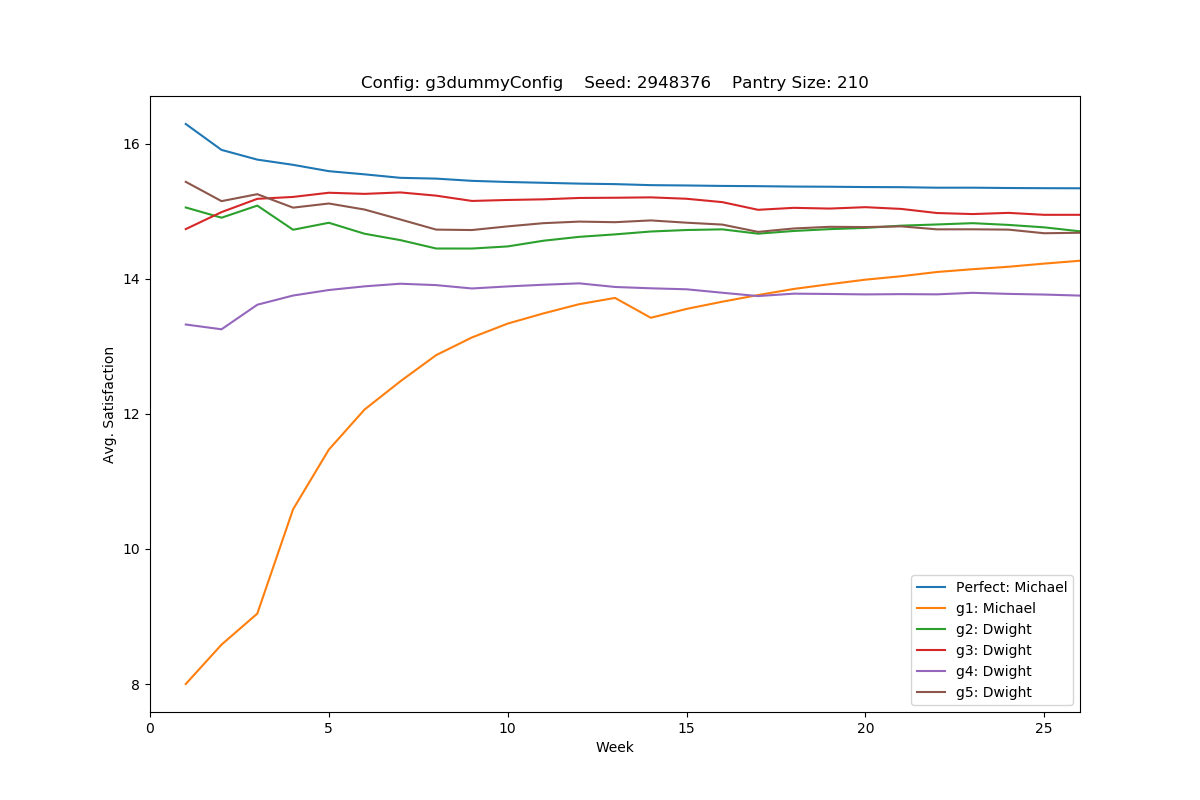 Config: g3dummyConfig    Seed: 2948376    Pantry Size: 210
Avg. Satisfaction
16
14
12
10
8
0 5 10 15 20 25
Week
Perfect: Michael
g1: Michael
g2: Dwight
g3: Dwight
g4: Dwight
g5: Dwight